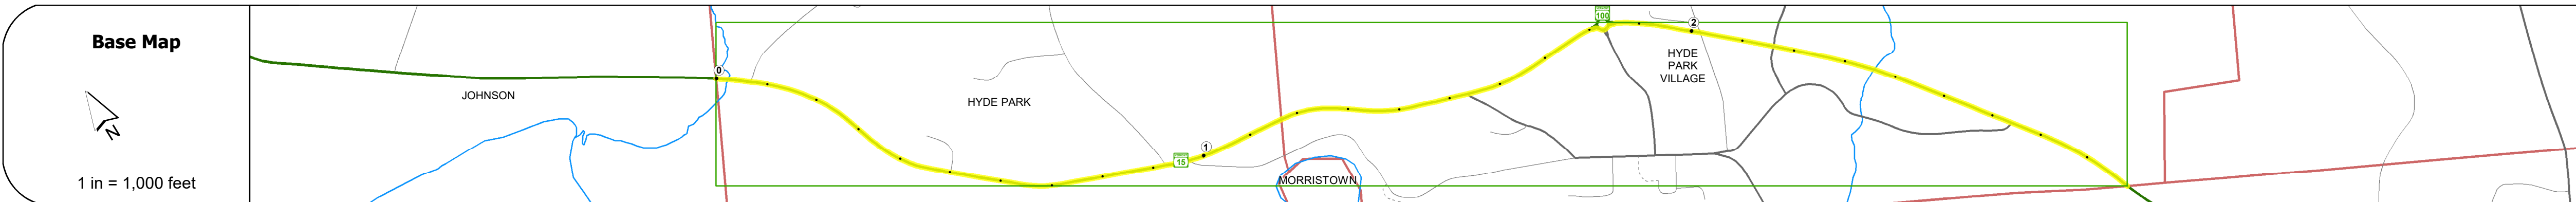 Base Map
N
1 in = 1,000 feet
JOHNSON
0
HYDE PARK
15
1
MORRISTOWN
100
2
HYDE
PARK
VILLAGE